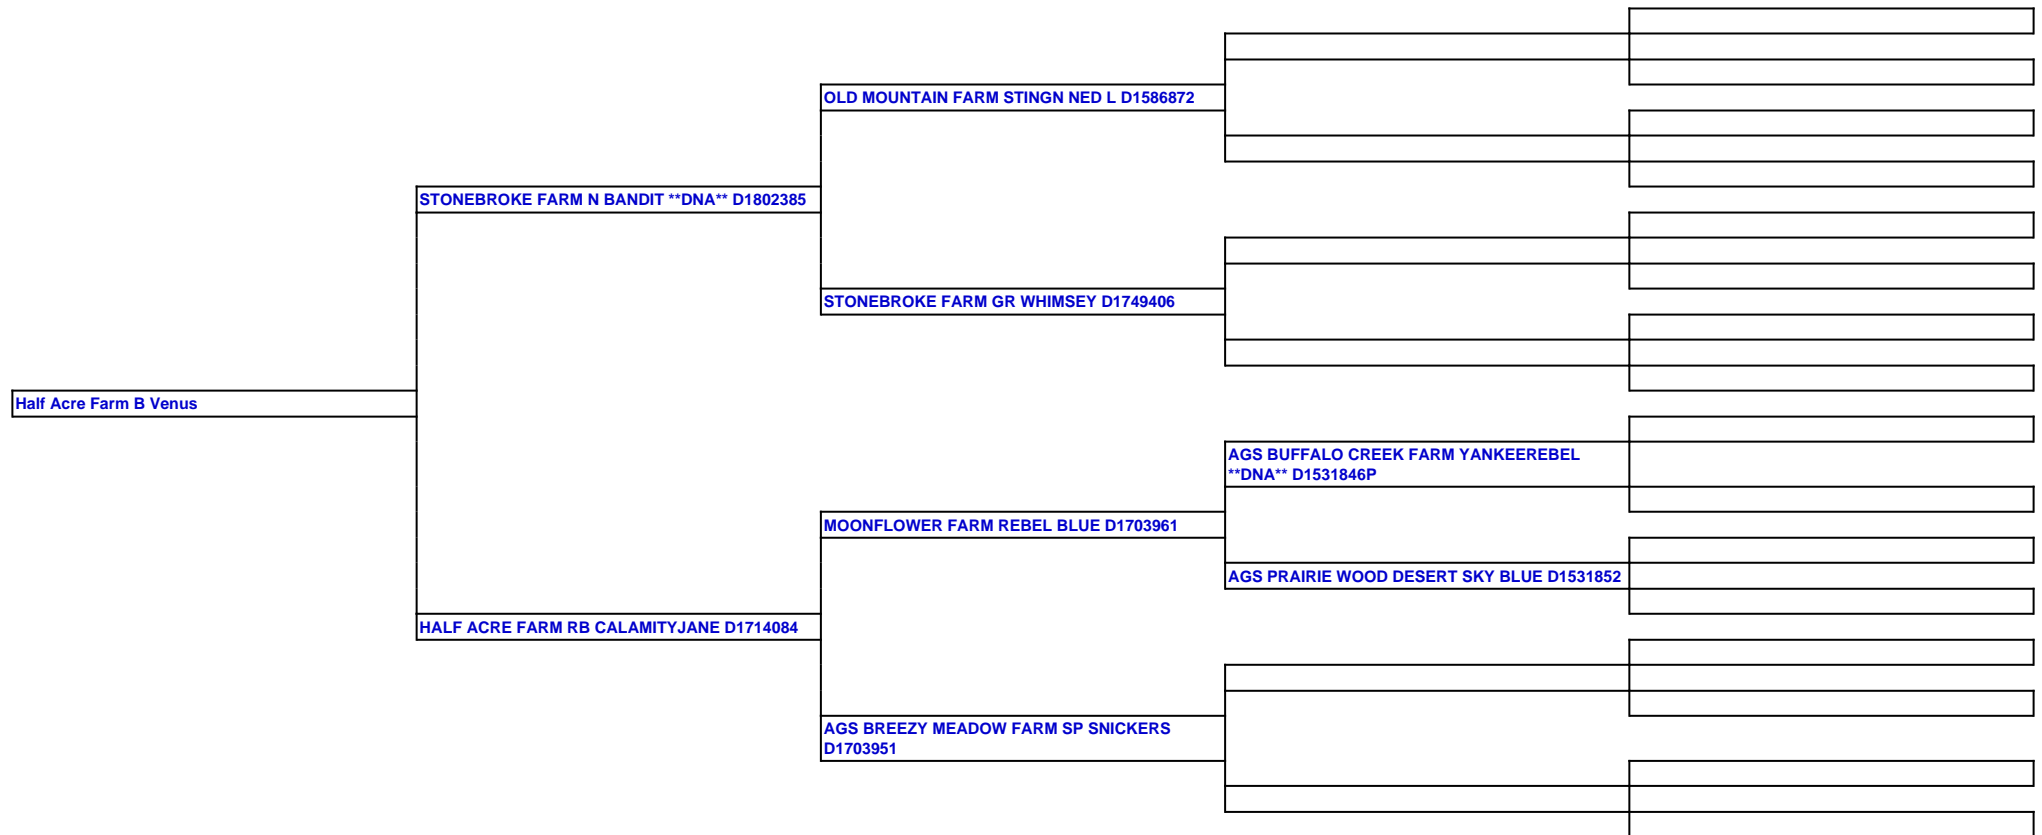 OLD MOUNTAIN FARM STINGN NED L D1586872
STONEBROKE FARM N BANDIT **DNA** D1802385
STONEBROKE FARM GR WHIMSEY D1749406
Half Acre Farm B Venus
AGS BUFFALO CREEK FARM YANKEEREBEL
**DNA** D1531846P
MOONFLOWER FARM REBEL BLUE D1703961
AGS PRAIRIE WOOD DESERT SKY BLUE D1531852
HALF ACRE FARM RB CALAMITYJANE D1714084
AGS BREEZY MEADOW FARM SP SNICKERS
D1703951